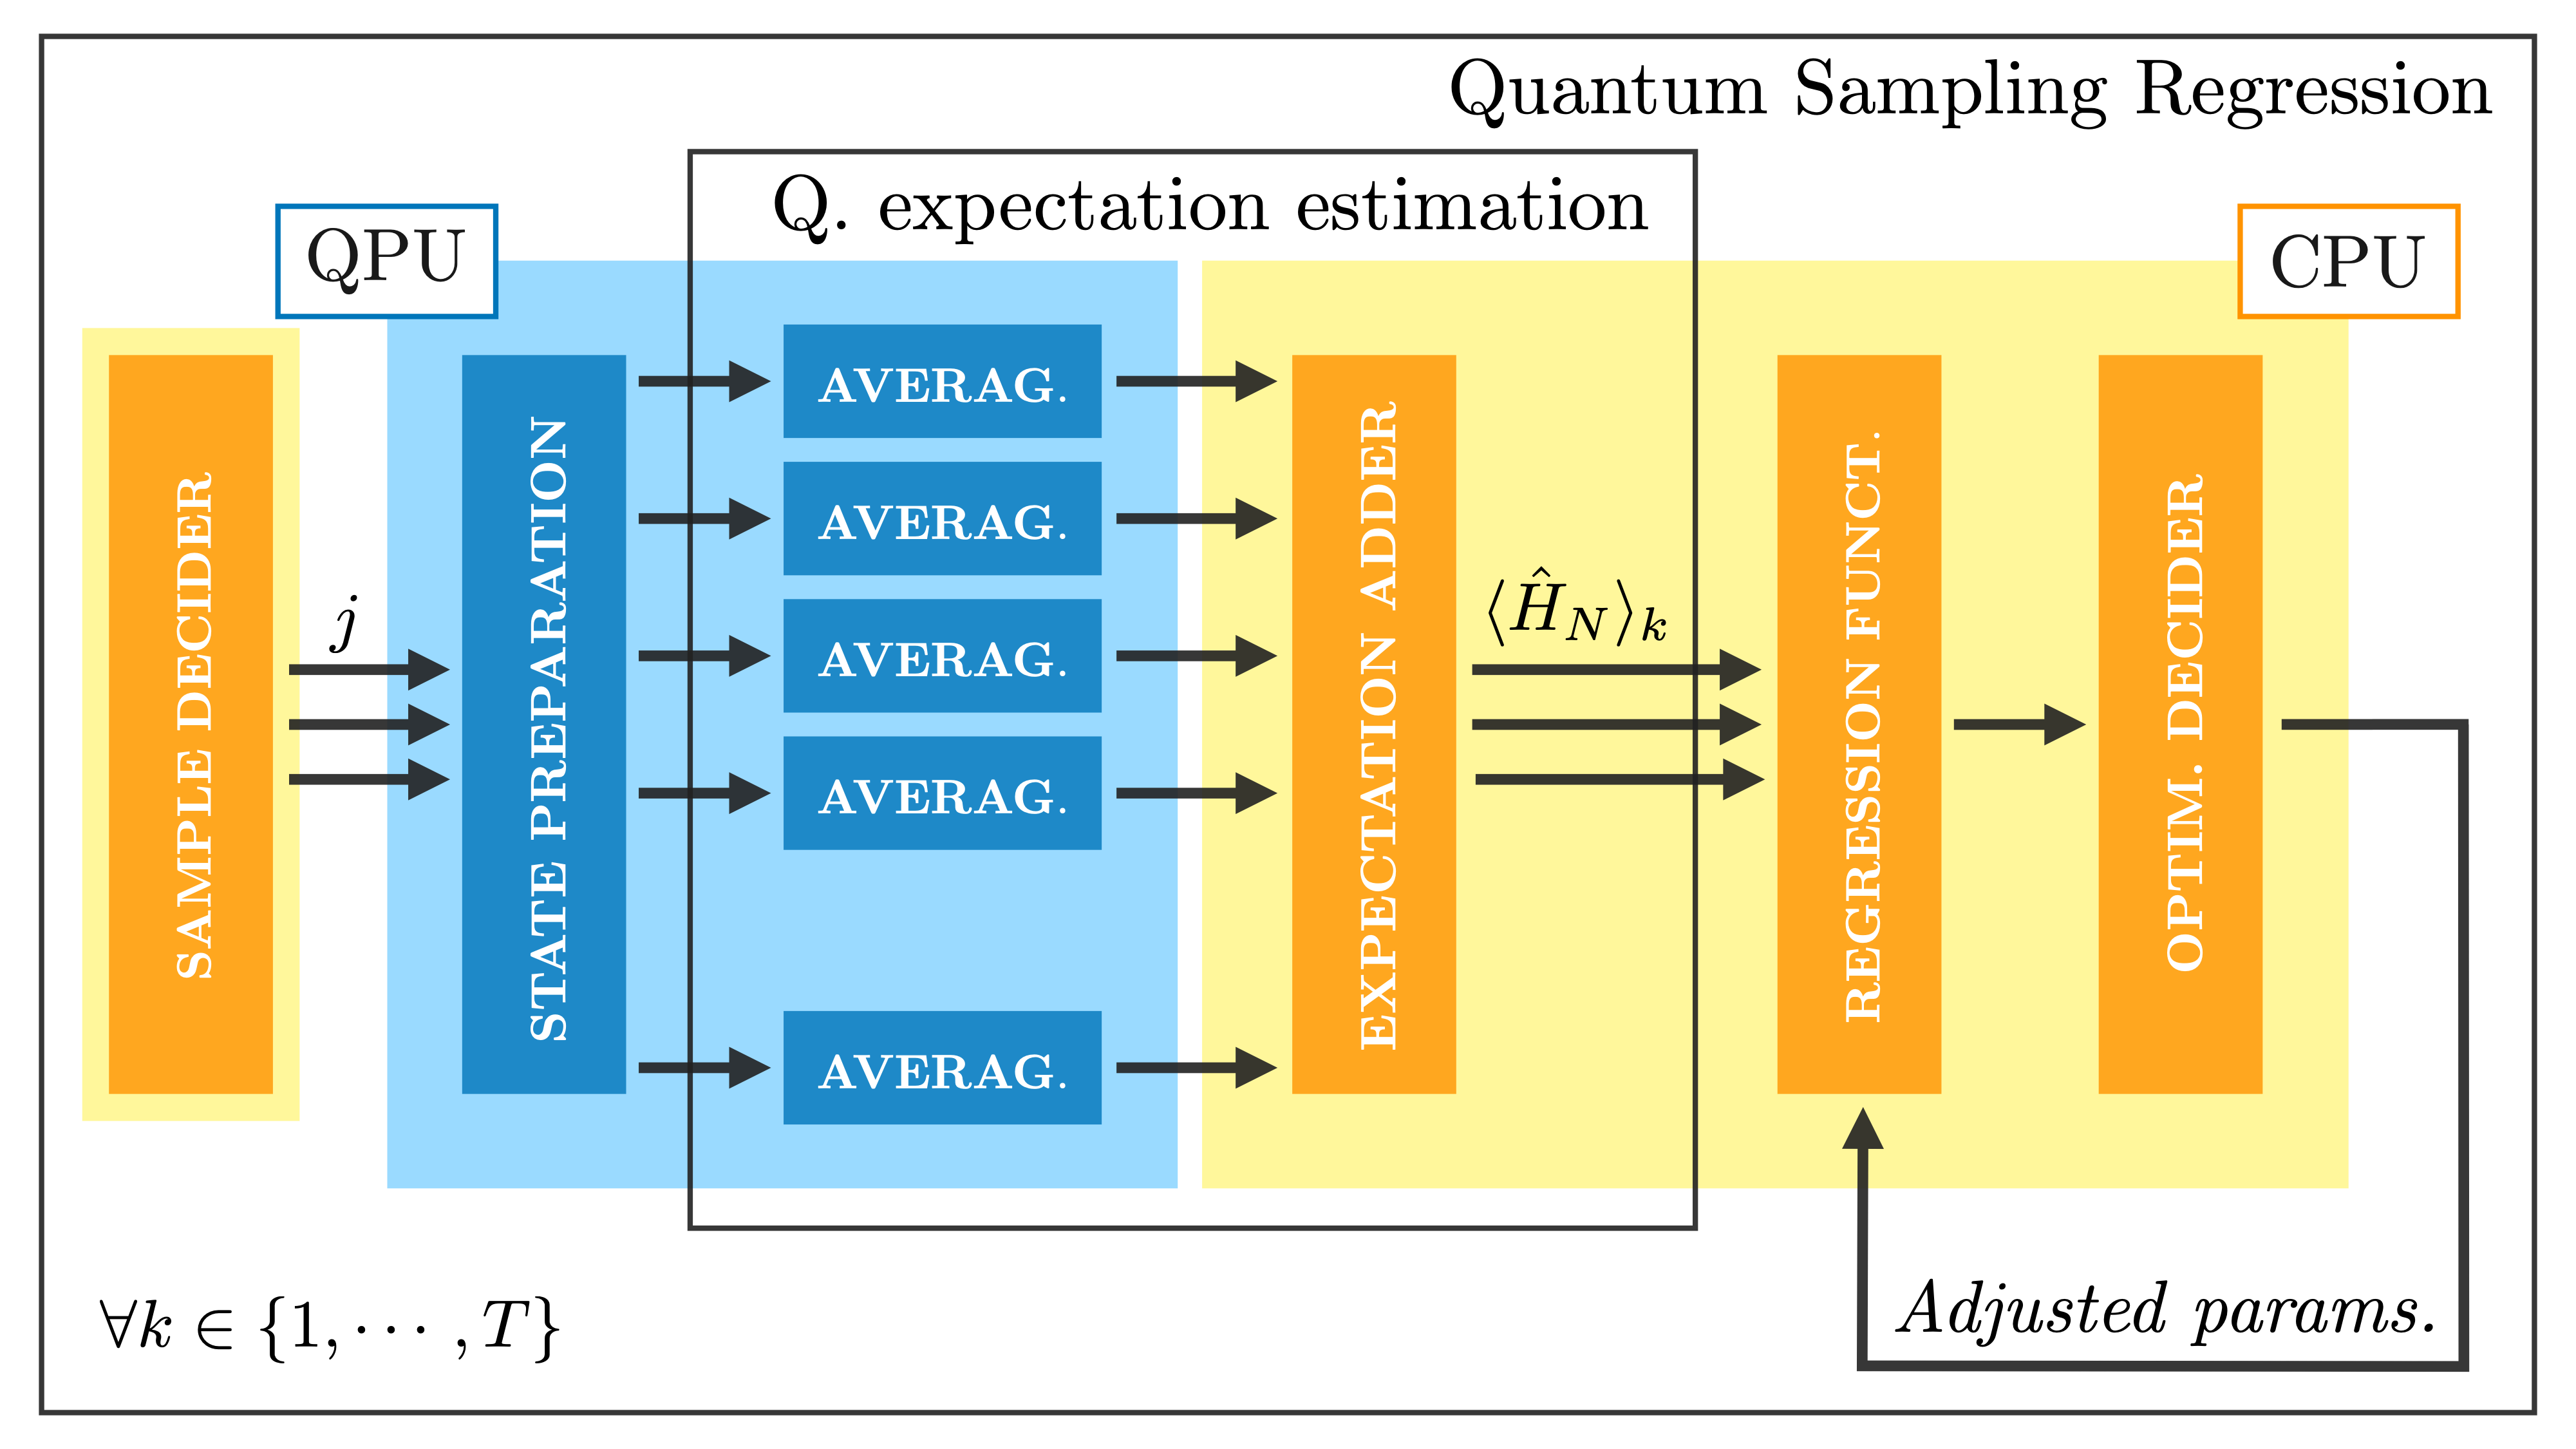 Quantum Sampling Regression
Q. expectation estimation
QPU
CPU
SAMPLE DECIDER
j
STATE PREPARATION
AVERAG.
AVERAG.
AVERAG.
AVERAG.
AVERAG.
EXPECTATION ADDER
⟨Ĥ_N⟩_k
REGRESSION FUNCT.
OPTIM. DECIDER
Adjusted params.
∀k ∈ {1, ⋯ , T}